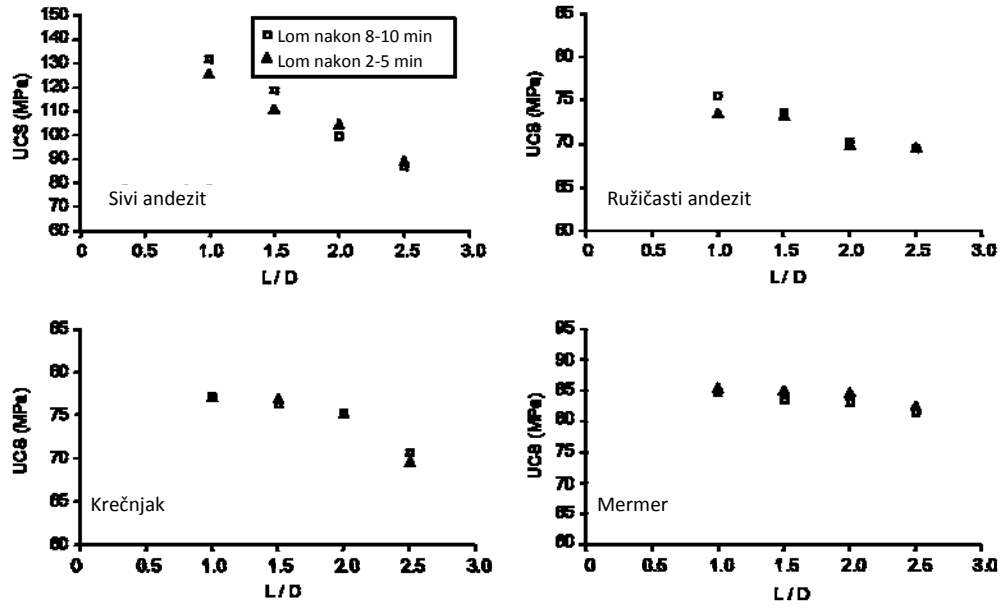 150
140
130
120
110
100
90
80
70
60
UCS (MPa)
Lom nakon 8-10 min
Lom nakon 2-5 min
Sivi andezit
0 0.5 1.0 1.5 2.0 2.5 3.0
L / D
85
80
75
70
65
60
UCS (MPa)
Ružičasti andezit
0 0.5 1.0 1.5 2.0 2.5 3.0
L / D
85
80
75
70
65
60
UCS (MPa)
Krečnjak
0 0.5 1.0 1.5 2.0 2.5 3.0
L / D
95
90
85
80
75
70
65
60
UCS (MPa)
Mermer
0 0.5 1.0 1.5 2.0 2.5 3.0
L / D